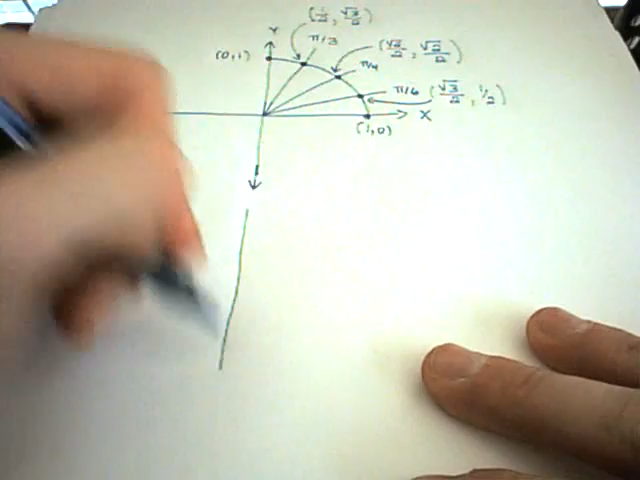 (1/2, √3/2)
Y
π/3
(0,1)
(√2/2, √2/2)
π/4
π/6
(√3/2, 1/2)
X
(1,0)